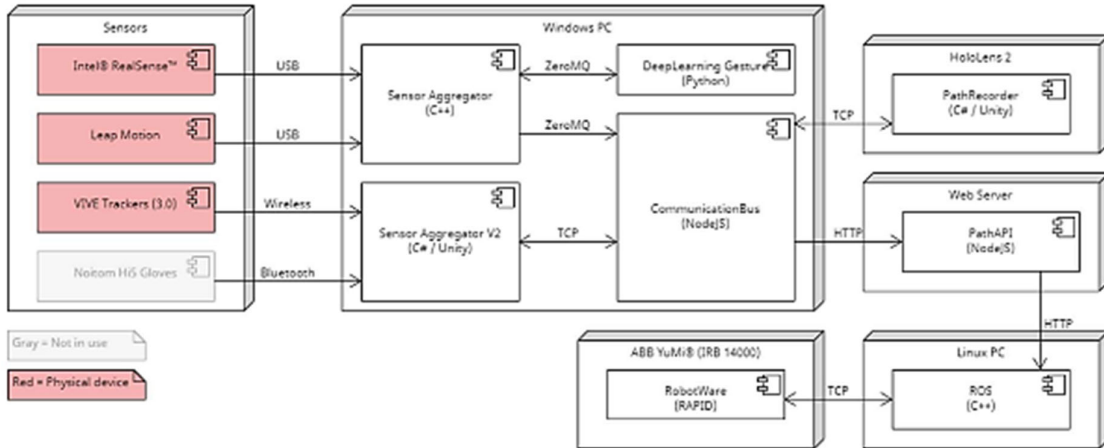 Sensors
Intel® RealSense™
Leap Motion
VIVE Trackers (3.0)
Noitom Hi5 Gloves
USB
USB
Wireless
Bluetooth
Windows PC
Sensor Aggregator
(C++)
Sensor Aggregator V2
(C# / Unity)
ZeroMQ
ZeroMQ
TCP
DeepLearning Gesture
(Python)
CommunicationBus
(NodeJS)
TCP
HTTP
HoloLens 2
PathRecorder
(C# / Unity)
Web Server
PathAPI
(NodeJS)
HTTP
Gray = Not in use
Red = Physical device
ABB YuMi® (IRB 14000)
RobotWare
(RAPID)
TCP
Linux PC
ROS
(C++)